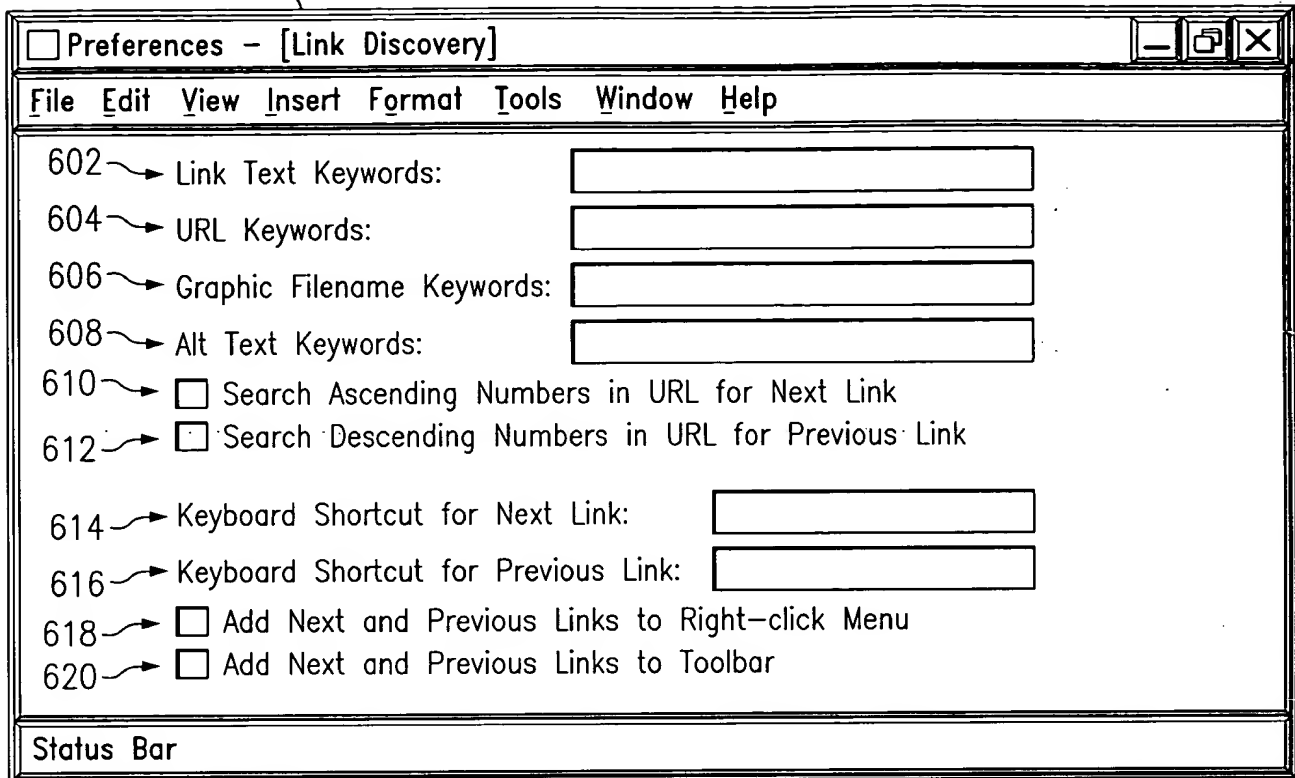 Preferences – [Link Discovery]
File Edit View Insert Format Tools Window Help
602 Link Text Keywords:
604 URL Keywords:
606 Graphic Filename Keywords:
608 Alt Text Keywords:
610 Search Ascending Numbers in URL for Next Link
612 Search Descending Numbers in URL for Previous Link
614 Keyboard Shortcut for Next Link:
616 Keyboard Shortcut for Previous Link:
618 Add Next and Previous Links to Right–click Menu
620 Add Next and Previous Links to Toolbar
Status Bar